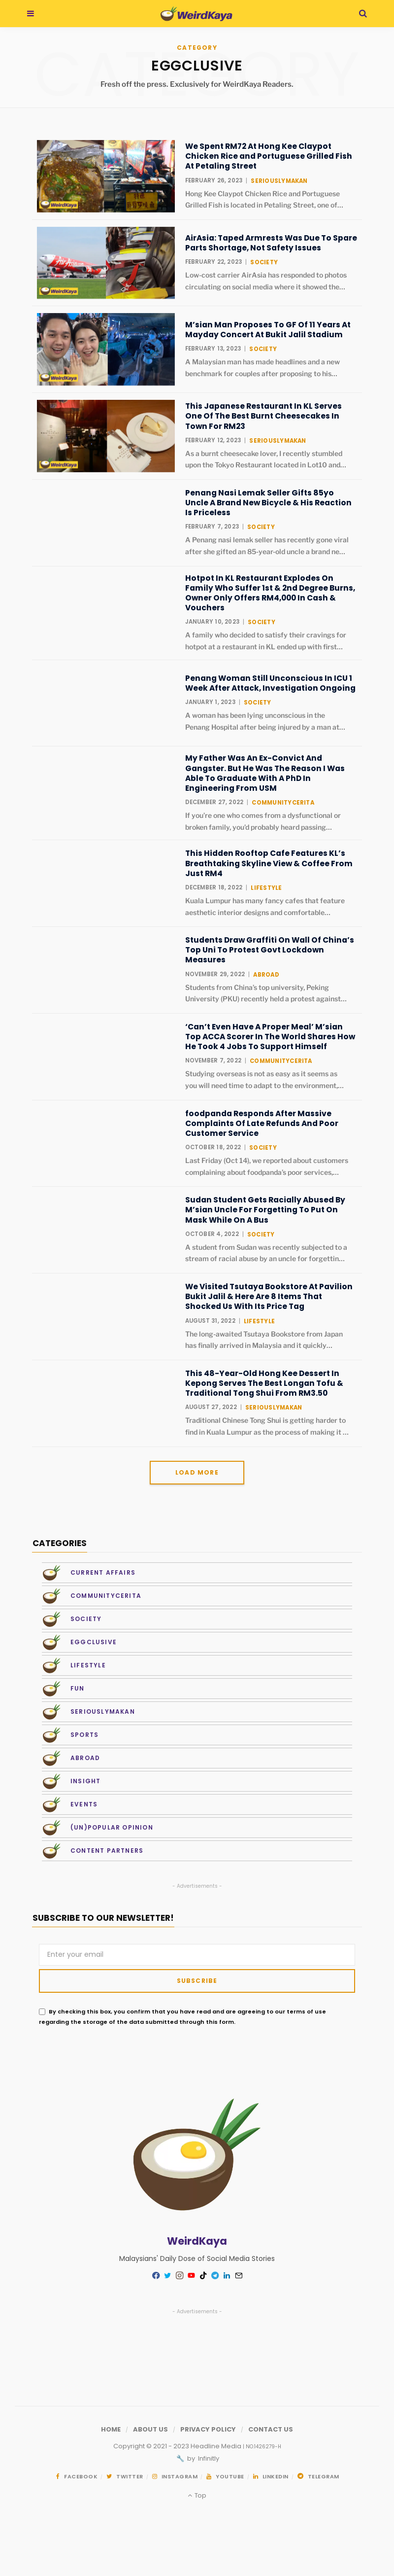 WeirdKaya
CATEGORY
CATEGORY
EGGCLUSIVE
Fresh off the press. Exclusively for WeirdKaya Readers.
WeirdKaya
We Spent RM72 At Hong Kee Claypot
Chicken Rice and Portuguese Grilled Fish
At Petaling Street
FEBRUARY 26, 2023 | SERIOUSLYMAKAN
Hong Kee Claypot Chicken Rice and Portuguese
Grilled Fish is located in Petaling Street, one of…
WeirdKaya
AirAsia: Taped Armrests Was Due To Spare
Parts Shortage, Not Safety Issues
FEBRUARY 22, 2023 | SOCIETY
Low-cost carrier AirAsia has responded to photos
circulating on social media where it showed the…
WeirdKaya
M'sian Man Proposes To GF Of 11 Years At
Mayday Concert At Bukit Jalil Stadium
FEBRUARY 13, 2023 | SOCIETY
A Malaysian man has made headlines and a new
benchmark for couples after proposing to his…
WeirdKaya
This Japanese Restaurant In KL Serves
One Of The Best Burnt Cheesecakes In
Town For RM23
FEBRUARY 12, 2023 | SERIOUSLYMAKAN
As a burnt cheesecake lover, I recently stumbled
upon the Tokyo Restaurant located in Lot10 and…
Penang Nasi Lemak Seller Gifts 85yo
Uncle A Brand New Bicycle & His Reaction
Is Priceless
FEBRUARY 7, 2023 | SOCIETY
A Penang nasi lemak seller has recently gone viral
after she gifted an 85-year-old uncle a brand ne…
Hotpot In KL Restaurant Explodes On
Family Who Suffer 1st & 2nd Degree Burns,
Owner Only Offers RM4,000 In Cash &
Vouchers
JANUARY 10, 2023 | SOCIETY
A family who decided to satisfy their cravings for
hotpot at a restaurant in KL ended up with first…
Penang Woman Still Unconscious In ICU 1
Week After Attack, Investigation Ongoing
JANUARY 1, 2023 | SOCIETY
A woman has been lying unconscious in the
Penang Hospital after being injured by a man at…
My Father Was An Ex-Convict And
Gangster. But He Was The Reason I Was
Able To Graduate With A PhD In
Engineering From USM
DECEMBER 27, 2022 | COMMUNITYCERITA
If you're one who comes from a dysfunctional or
broken family, you'd probably heard passing…
This Hidden Rooftop Cafe Features KL's
Breathtaking Skyline View & Coffee From
Just RM4
DECEMBER 18, 2022 | LIFESTYLE
Kuala Lumpur has many fancy cafes that feature
aesthetic interior designs and comfortable…
Students Draw Graffiti On Wall Of China's
Top Uni To Protest Govt Lockdown
Measures
NOVEMBER 29, 2022 | ABROAD
Students from China's top university, Peking
University (PKU) recently held a protest against…
'Can't Even Have A Proper Meal' M'sian
Top ACCA Scorer In The World Shares How
He Took 4 Jobs To Support Himself
NOVEMBER 7, 2022 | COMMUNITYCERITA
Studying overseas is not as easy as it seems as
you will need time to adapt to the environment,…
foodpanda Responds After Massive
Complaints Of Late Refunds And Poor
Customer Service
OCTOBER 18, 2022 | SOCIETY
Last Friday (Oct 14), we reported about customers
complaining about foodpanda's poor services,…
Sudan Student Gets Racially Abused By
M'sian Uncle For Forgetting To Put On
Mask While On A Bus
OCTOBER 4, 2022 | SOCIETY
A student from Sudan was recently subjected to a
stream of racial abuse by an uncle for forgettin…
We Visited Tsutaya Bookstore At Pavilion
Bukit Jalil & Here Are 8 Items That
Shocked Us With Its Price Tag
AUGUST 31, 2022 | LIFESTYLE
The long-awaited Tsutaya Bookstore from Japan
has finally arrived in Malaysia and it quickly…
This 48-Year-Old Hong Kee Dessert In
Kepong Serves The Best Longan Tofu &
Traditional Tong Shui From RM3.50
AUGUST 27, 2022 | SERIOUSLYMAKAN
Traditional Chinese Tong Shui is getting harder to
find in Kuala Lumpur as the process of making it …
LOAD MORE
CATEGORIES
CURRENT AFFAIRS
COMMUNITYCERITA
SOCIETY
EGGCLUSIVE
LIFESTYLE
FUN
SERIOUSLYMAKAN
SPORTS
ABROAD
INSIGHT
EVENTS
(UN)POPULAR OPINION
CONTENT PARTNERS
- Advertisements -
SUBSCRIBE TO OUR NEWSLETTER!
Enter your email
SUBSCRIBE
By checking this box, you confirm that you have read and are agreeing to our terms of use
regarding the storage of the data submitted through this form.
WeirdKaya
Malaysians' Daily Dose of Social Media Stories
- Advertisements -
HOME / ABOUT US / PRIVACY POLICY / CONTACT US
Copyright © 2021 - 2023 Headline Media | NC1426276-H
by Infinitly
FACEBOOK / TWITTER / INSTAGRAM / YOUTUBE / LINKEDIN / TELEGRAM
Top